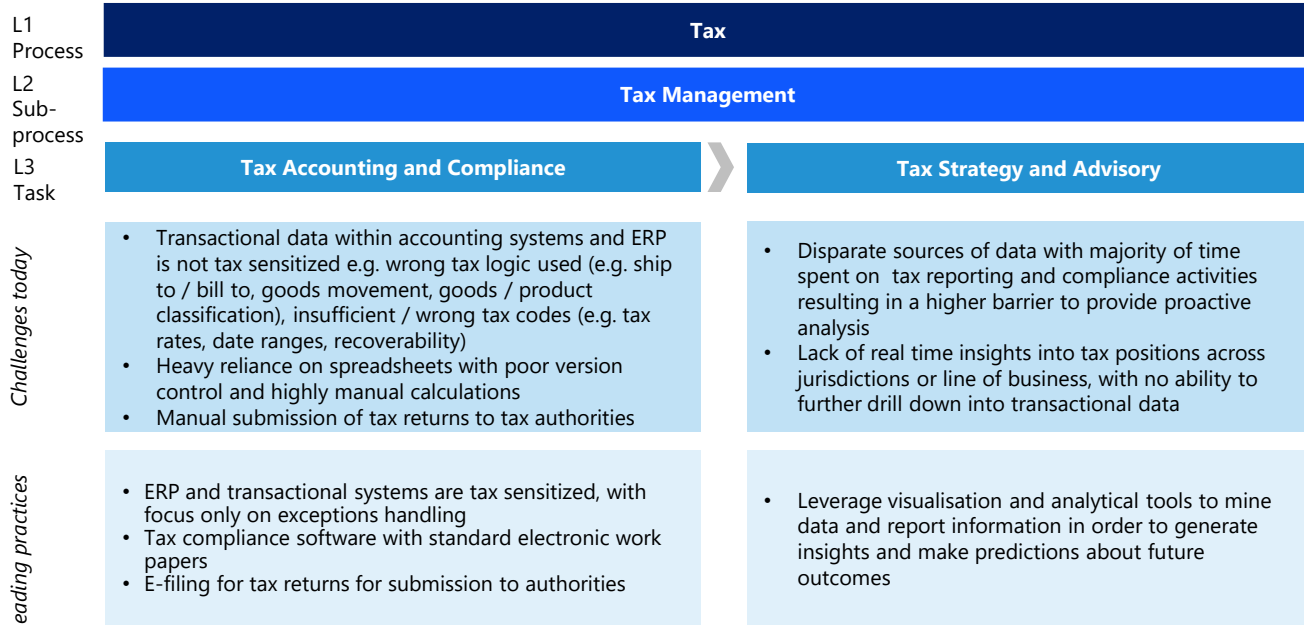 L1
Process
Tax
L2
Sub-
process
Tax Management
L3
Task
Tax Accounting and Compliance
Tax Strategy and Advisory
Challenges today
• Transactional data within accounting systems and ERP
is not tax sensitized e.g. wrong tax logic used (e.g. ship
to / bill to, goods movement, goods / product
classification), insufficient / wrong tax codes (e.g. tax
rates, date ranges, recoverability)
• Heavy reliance on spreadsheets with poor version
control and highly manual calculations
• Manual submission of tax returns to tax authorities
• Disparate sources of data with majority of time
spent on tax reporting and compliance activities
resulting in a higher barrier to provide proactive
analysis
• Lack of real time insights into tax positions across
jurisdictions or line of business, with no ability to
further drill down into transactional data
eading practices
• ERP and transactional systems are tax sensitized, with
focus only on exceptions handling
• Tax compliance software with standard electronic work
papers
• E-filing for tax returns for submission to authorities
• Leverage visualisation and analytical tools to mine
data and report information in order to generate
insights and make predictions about future
outcomes